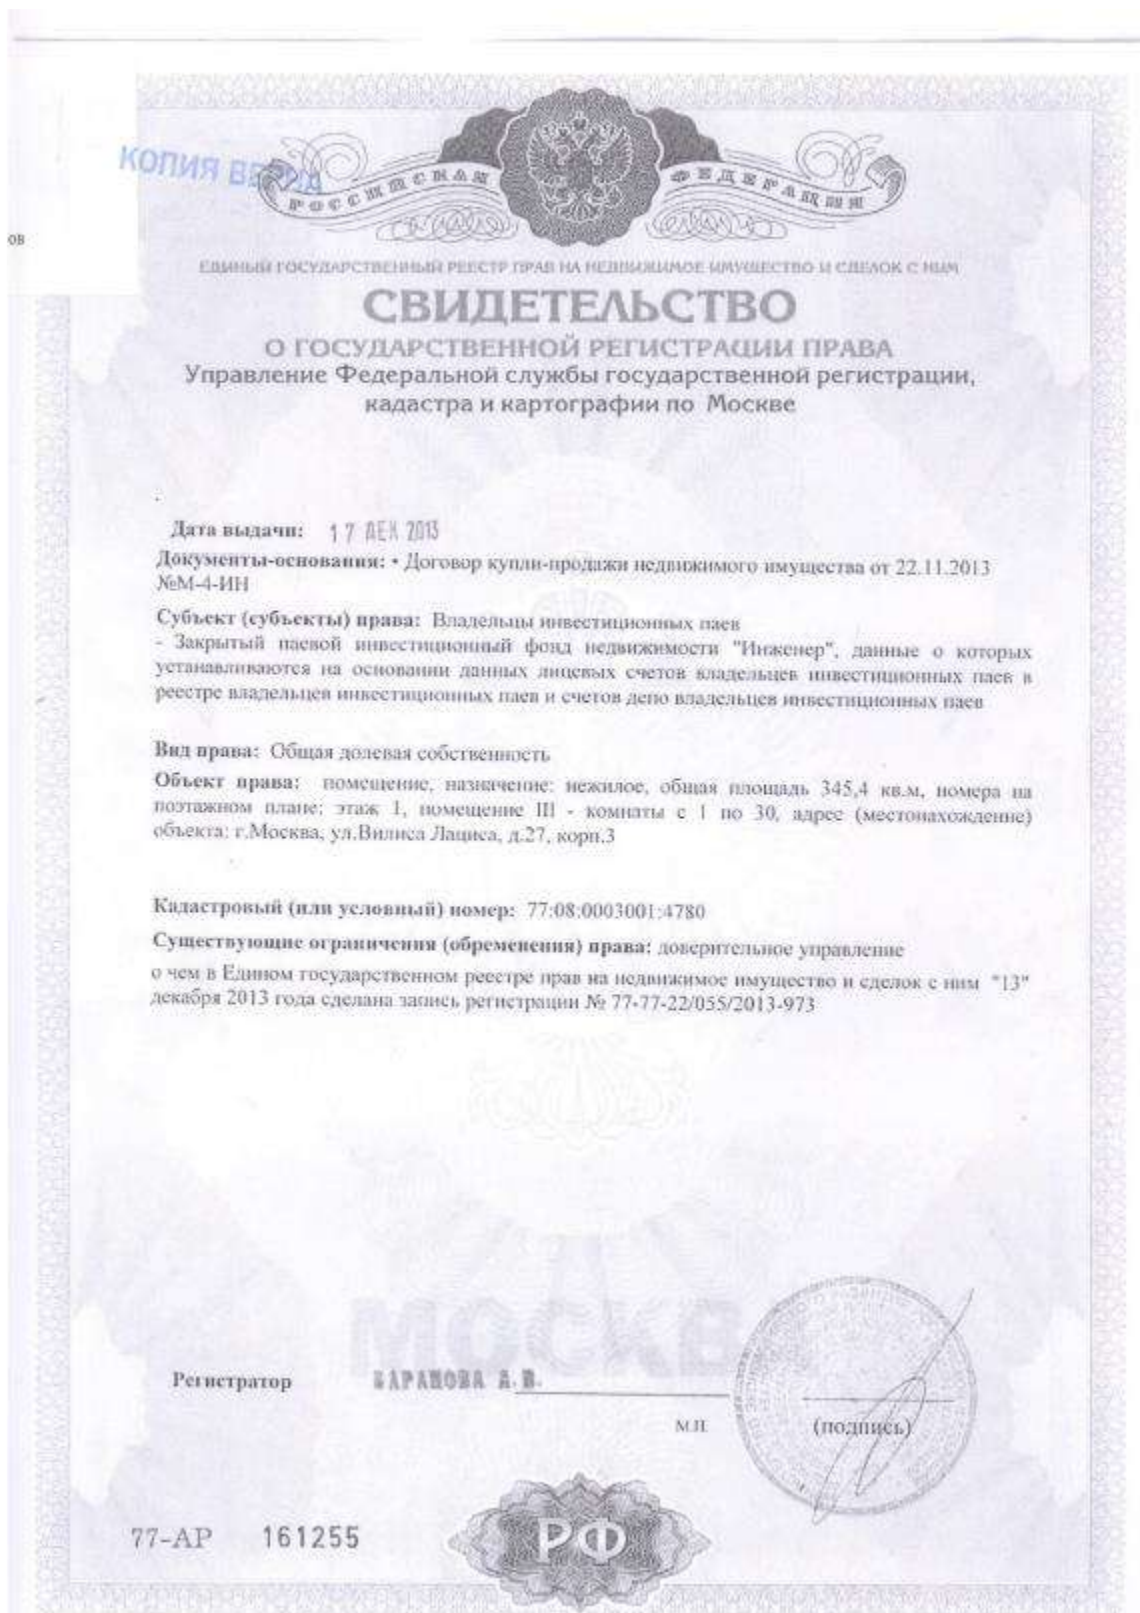 КОПИЯ ВЕРНА
РОССИЙСКАЯ ФЕДЕРАЦИЯ
ов
ЕДИНЫЙ ГОСУДАРСТВЕННЫЙ РЕЕСТР ПРАВ НА НЕДВИЖИМОЕ ИМУЩЕСТВО И СДЕЛОК С НИМ
СВИДЕТЕЛЬСТВО
О ГОСУДАРСТВЕННОЙ РЕГИСТРАЦИИ ПРАВА
Управление Федеральной службы государственной регистрации,
кадастра и картографии по Москве
Дата выдачи: 17 ДЕК 2013
Документы-основания: • Договор купли-продажи недвижимого имущества от 22.11.2013
№М-4-ИН
Субъект (субъекты) права: Владельцы инвестиционных паев
- Закрытый паевой инвестиционный фонд недвижимости "Инженер", данные о которых
устанавливаются на основании данных лицевых счетов владельцев инвестиционных паев в
реестре владельцев инвестиционных паев и счетов депо владельцев инвестиционных паев
Вид права: Общая долевая собственность
Объект права: помещение, назначение: нежилое, общая площадь 345,4 кв.м, номера на
поэтажном плане: этаж 1, помещение III - комнаты с 1 по 30, адрес (местонахождение)
объекта: г.Москва, ул.Вилиса Лациса, д.27, корп.3
Кадастровый (или условный) номер: 77:08:0003001:4780
Существующие ограничения (обременения) права: доверительное управление
о чем в Едином государственном реестре прав на недвижимое имущество и сделок с ним "13"
декабря 2013 года сделана запись регистрации № 77-77-22/055/2013-973
МОСКВА
Регистратор
А. В.
М.П.
(подпись)
77-АР 161255
РФ